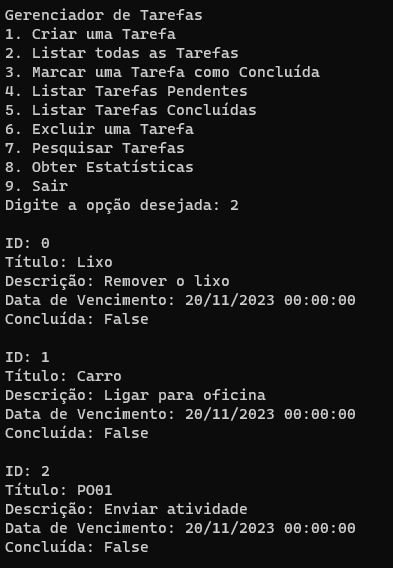 Gerenciador de Tarefas
1. Criar uma Tarefa
2. Listar todas as Tarefas
3. Marcar uma Tarefa como Concluída
4. Listar Tarefas Pendentes
5. Listar Tarefas Concluídas
6. Excluir uma Tarefa
7. Pesquisar Tarefas
8. Obter Estatísticas
9. Sair
Digite a opção desejada: 2
ID: 0
Título: Lixo
Descrição: Remover o lixo
Data de Vencimento: 20/11/2023 00:00:00
Concluída: False
ID: 1
Título: Carro
Descrição: Ligar para oficina
Data de Vencimento: 20/11/2023 00:00:00
Concluída: False
ID: 2
Título: PO01
Descrição: Enviar atividade
Data de Vencimento: 20/11/2023 00:00:00
Concluída: False